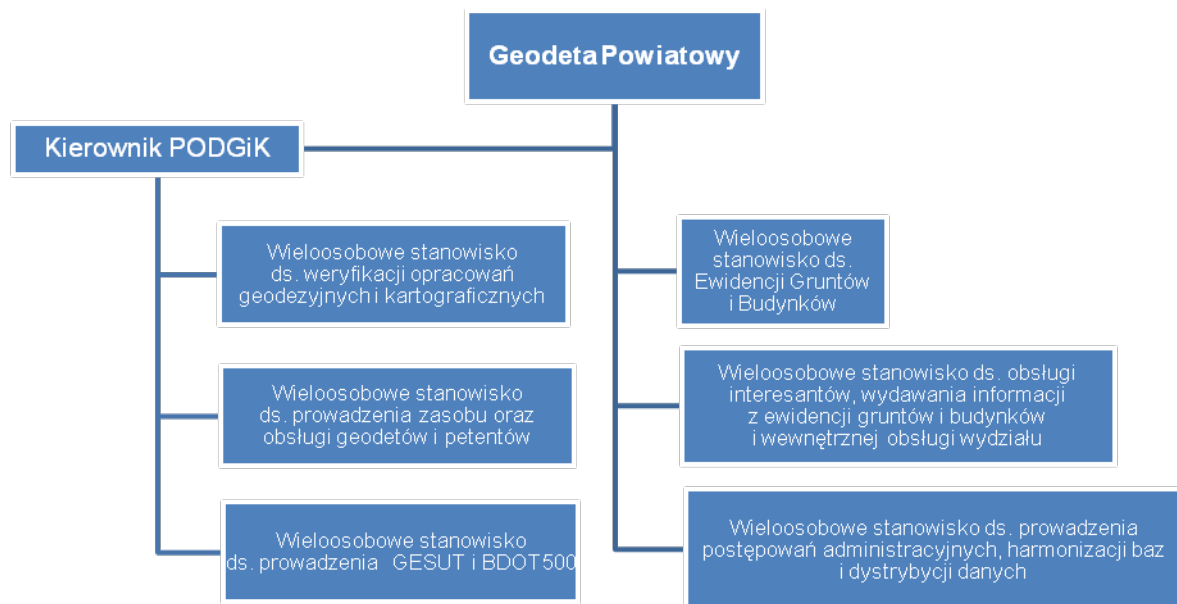 Geodeta Powiatowy
Kierownik PODGiK
Wieloosobowe stanowisko
ds. weryfikacji opracowań
geodezyjnych i kartograficznych
Wieloosobowe stanowisko
ds. prowadzenia zasobu oraz
obsługi geodetów i petentów
Wieloosobowe stanowisko
ds. prowadzenia GESUT i BDOT500
Wieloosobowe
stanowisko ds.
Ewidencji Gruntów
i Budynków
Wieloosobowe stanowisko ds. obsługi
interesantów, wydawania informacji
z ewidencji gruntów i budynków
i wewnętrznej obsługi wydziału
Wieloosobowe stanowisko ds. prowadzenia
postępowań administracyjnych, harmonizacji baz
i dystrybycji danych